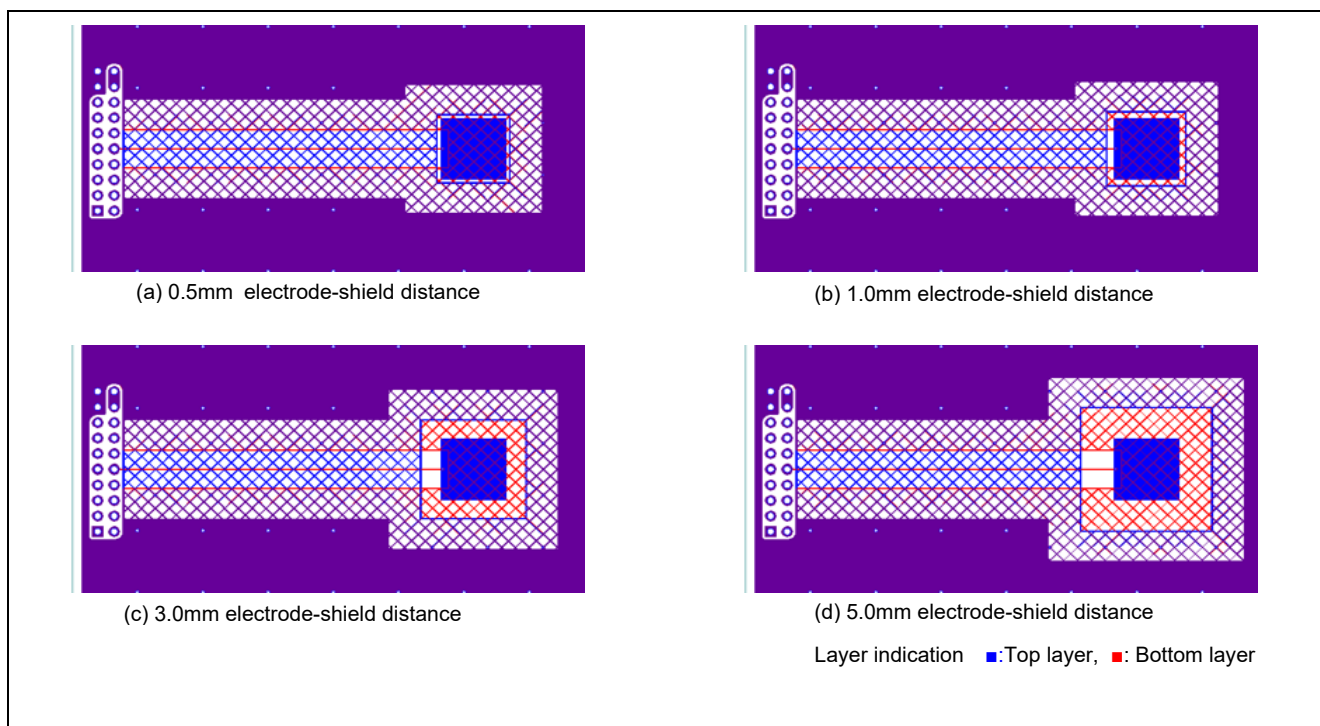 (a) 0.5mm  electrode-shield distance
(b) 1.0mm electrode-shield distance
(c) 3.0mm electrode-shield distance
(d) 5.0mm electrode-shield distance
Layer indication ■:Top layer, ■: Bottom layer